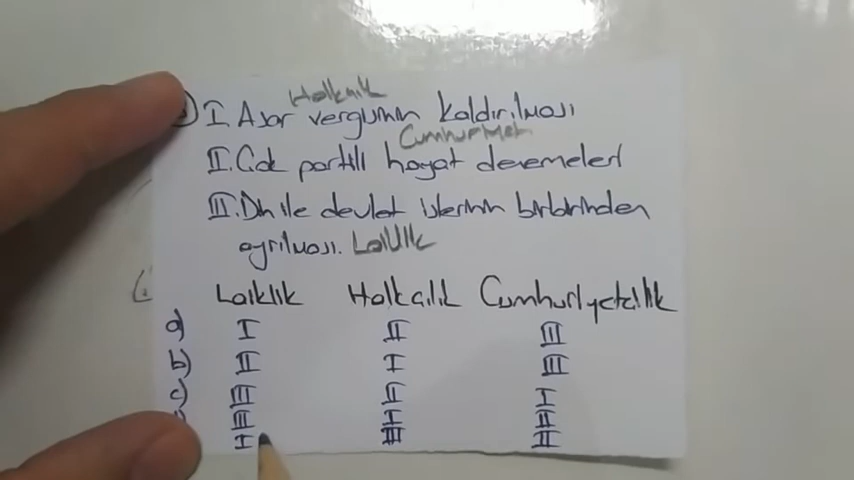 Halkçılık
I. Aşar vergisinin kaldırılması
Cumhuriyet
II. Çok partili hayat denemeleri
III. Din ile devlet işlerinin birbirinden
ayrılması. Laiklik
Laiklik Halkçılık Cumhuriyetçilik
a) I II III
b) II I III
c) III II I
III I II
I III II